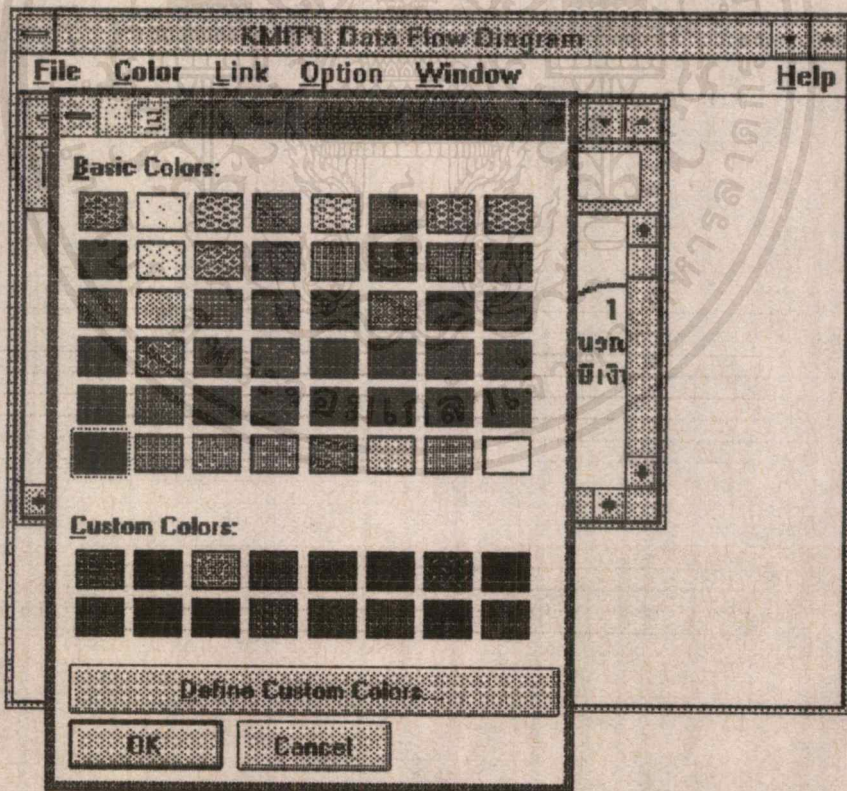 KMITL Data Flow Diagram
File Color Link Option Window Help
Basic Colors:
1
Custom Colors:
Define Custom Colors...
OK Cancel